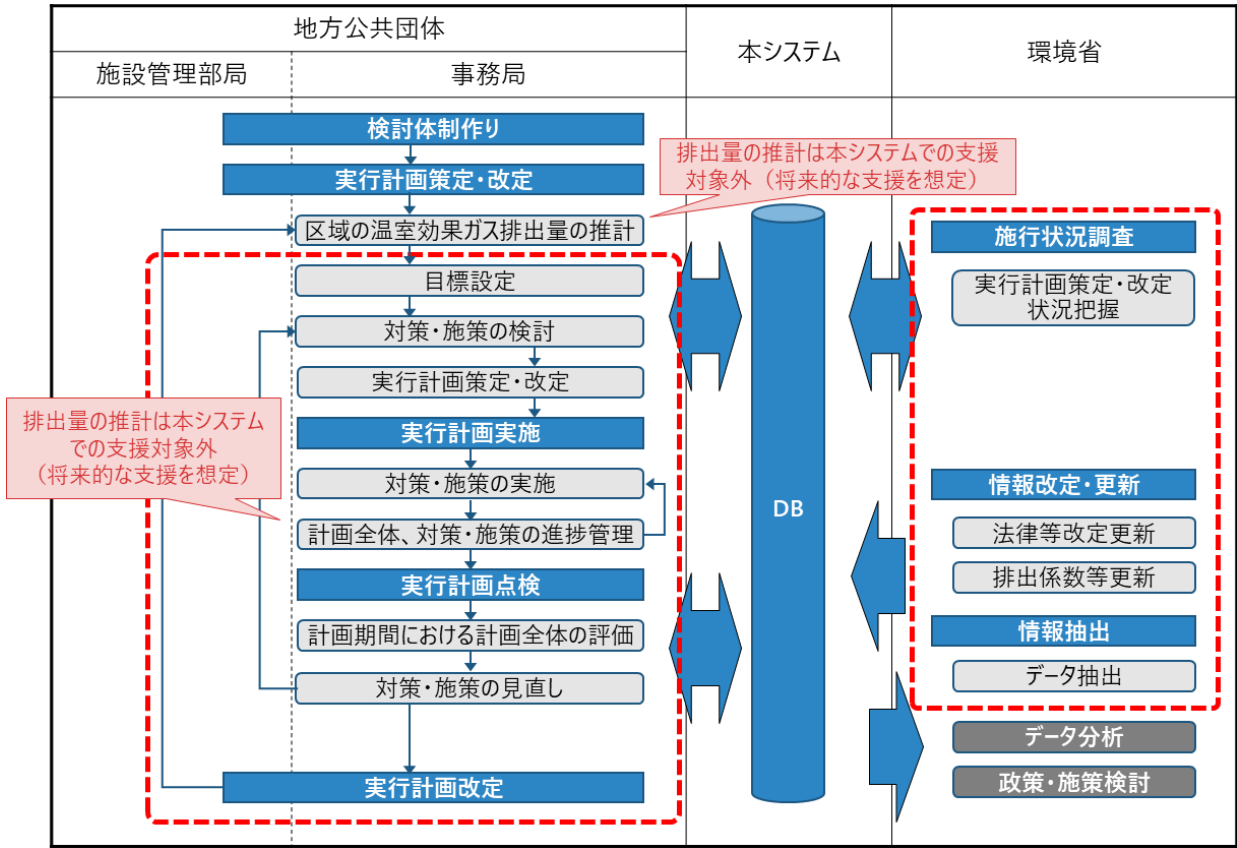 地方公共団体
本システム
環境省
施設管理部局
事務局
検討体制作り
実行計画策定・改定
区域の温室効果ガス排出量の推計
排出量の推計は本システムでの支援
対象外（将来的な支援を想定）
目標設定
対策・施策の検討
実行計画策定・改定
実行計画実施
対策・施策の実施
計画全体、対策・施策の進捗管理
実行計画点検
計画期間における計画全体の評価
対策・施策の見直し
実行計画改定
排出量の推計は本システム
での支援対象外
（将来的な支援を想定）
DB
施行状況調査
実行計画策定・改定
状況把握
情報改定・更新
法律等改定更新
排出係数等更新
情報抽出
データ抽出
データ分析
政策・施策検討